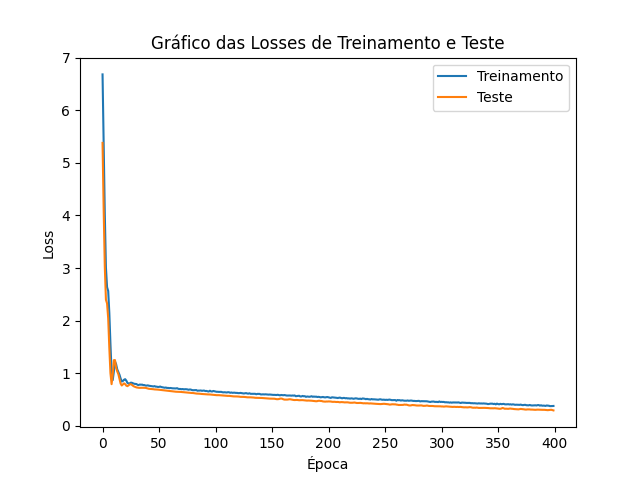 Gráfico das Losses de Treinamento e Teste
Treinamento
Teste
Loss
7
6
5
4
3
2
1
0
0 50 100 150 200 250 300 350 400
Época